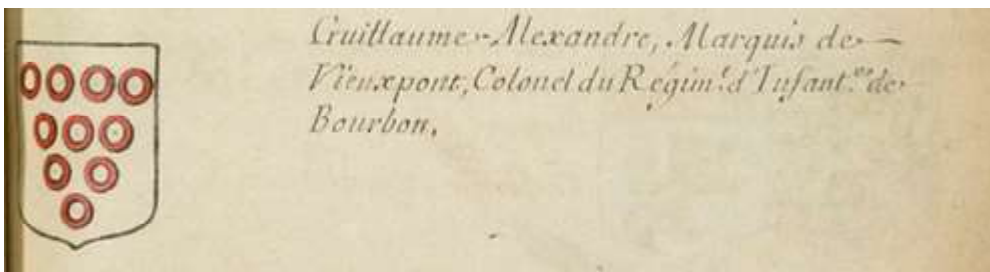 Guillaume-Alexandre, Marquis de
Vieuxpont, Colonel du Régim.t d'Infant.rie de
Bourbon.